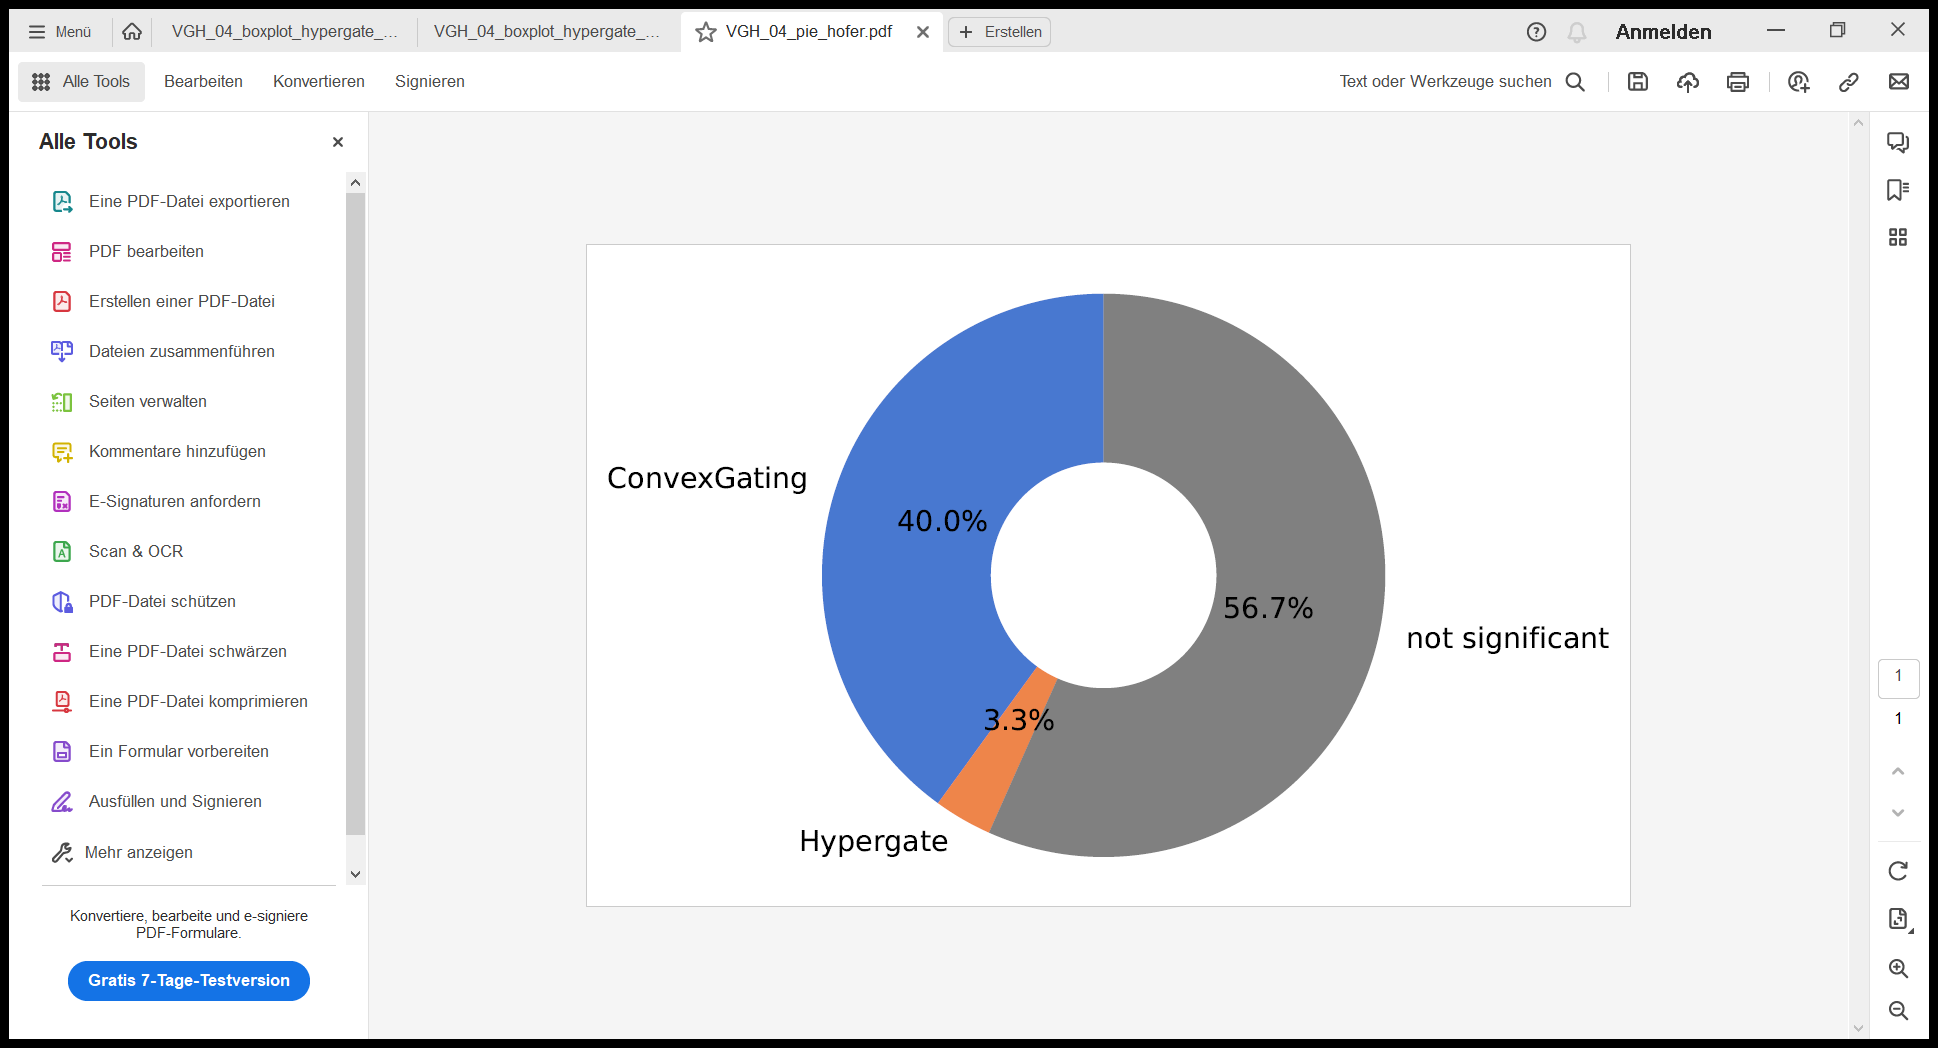 Menü
VGH_04_boxplot_hypergate_...
VGH_04_boxplot_hypergate_...
VGH_04_pie_hofer.pdf
Erstellen
Anmelden
Alle Tools
Bearbeiten
Konvertieren
Signieren
Text oder Werkzeuge suchen
Alle Tools
Eine PDF-Datei exportieren
PDF bearbeiten
Erstellen einer PDF-Datei
Dateien zusammenführen
Seiten verwalten
Kommentare hinzufügen
E-Signaturen anfordern
Scan & OCR
PDF-Datei schützen
Eine PDF-Datei schwärzen
Eine PDF-Datei komprimieren
Ein Formular vorbereiten
Ausfüllen und Signieren
Mehr anzeigen
Konvertiere, bearbeite und e-signiere
PDF-Formulare.
Gratis 7-Tage-Testversion
ConvexGating
40.0%
56.7%
not significant
3.3%
Hypergate
1
1